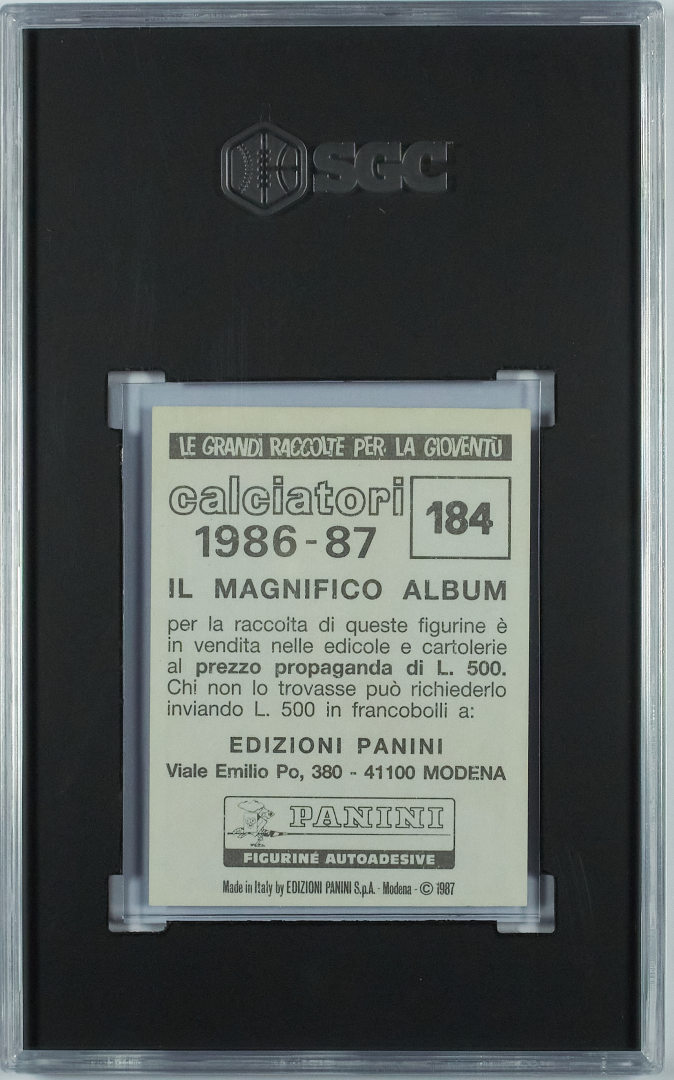 SGC
LE GRANDI RACCOLTE PER LA GIOVENTÙ
calciatori
1986-87
184
IL MAGNIFICO ALBUM
per la raccolta di queste figurine è
in vendita nelle edicole e cartolerie
al prezzo propaganda di L. 500.
Chi non lo trovasse può richiederlo
inviando L. 500 in francobolli a:
EDIZIONI PANINI
Viale Emilio Po, 380 - 41100 MODENA
PANINI
FIGURINE AUTOADESIVE
Made in Italy by EDIZIONI PANINI S.p.A. - Modena - © 1987